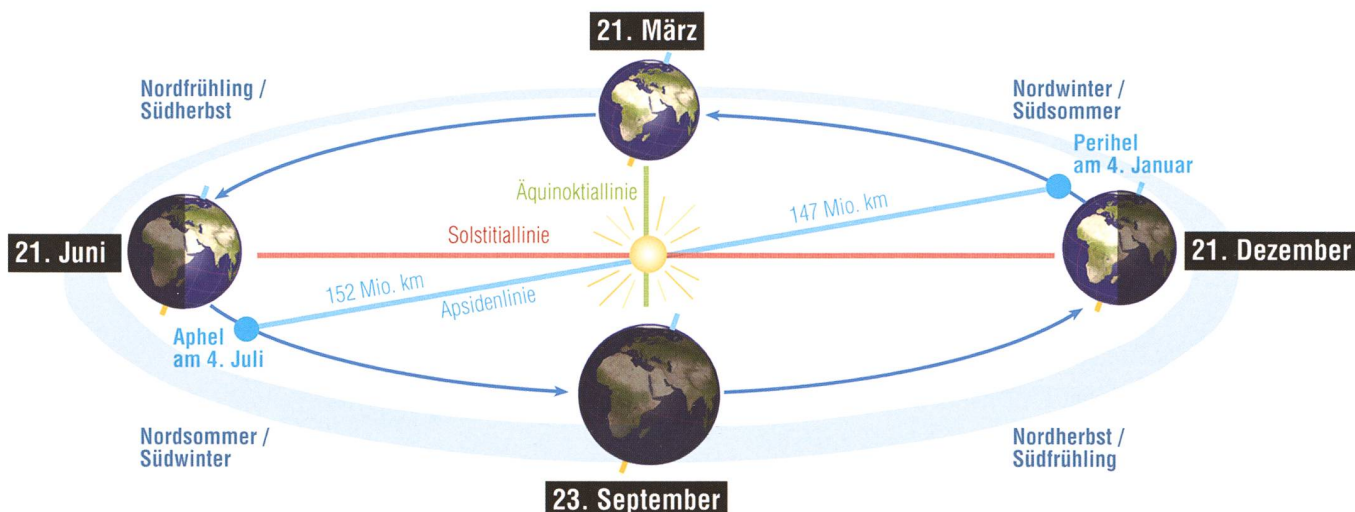 21. März
Nordfrühling /
Südherbst
Nordwinter /
Südsommer
Perihel
am 4. Januar
Äquinoktiallinie
147 Mio. km
Solstitiallinie
21. Juni
21. Dezember
152 Mio. km
Apsidenlinie
Aphel
am 4. Juli
Nordsommer /
Südwinter
Nordherbst /
Südfrühling
23. September